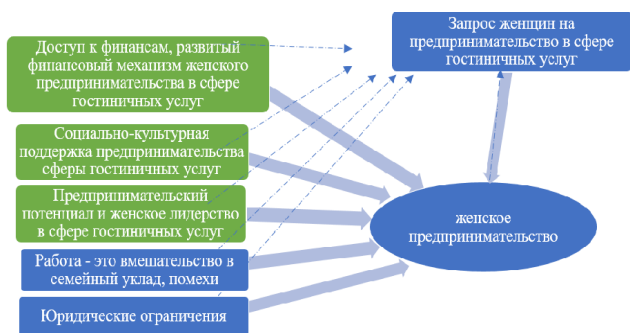 Доступ к финансам, развитый
финансовый механизм женского
предпринимательства в сфере
гостиничных услуг
Запрос женщин на
предпринимательство в сфере
гостиничных услуг
Социально-культурная
поддержка предпринимательства
сферы гостиничных услуг
Предпринимательский
потенциал и женское лидерство
в сфере гостиничных услуг
женское
предпринимательство
Работа - это вмешательство в
семейный уклад, помехи
Юридические ограничения